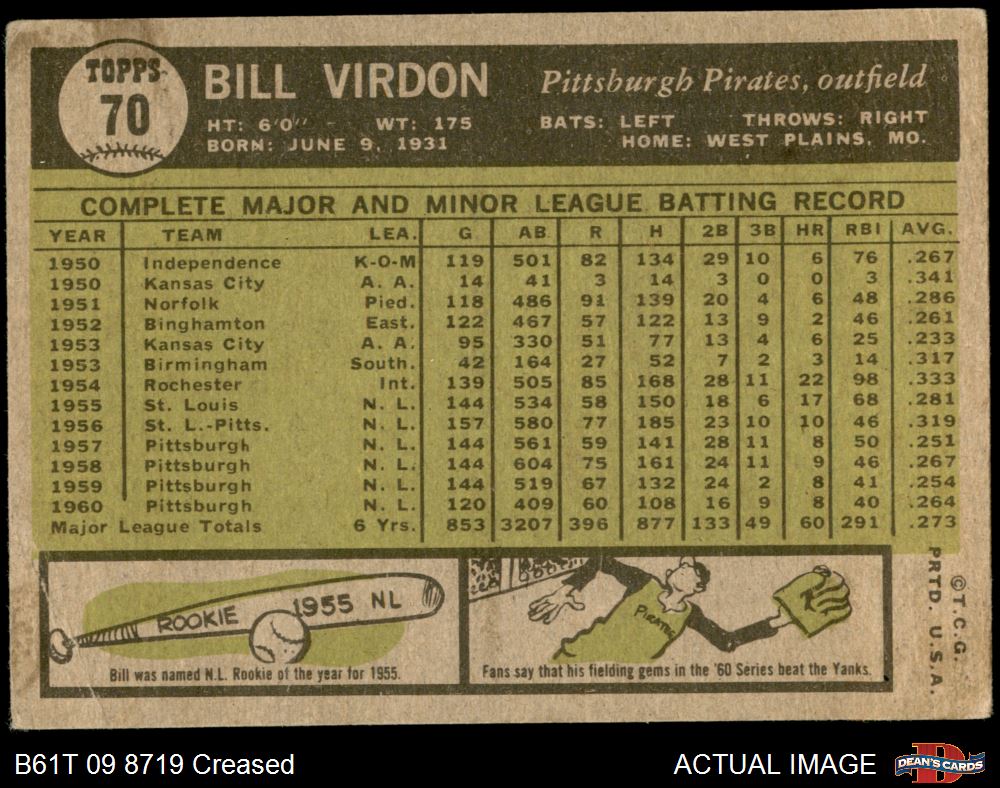 TOPPS
70
BILL VIRDON
Pittsburgh Pirates, outfield
HT: 6'0" - WT: 175 BATS: LEFT THROWS: RIGHT
BORN: JUNE 9, 1931 HOME: WEST PLAINS, MO.
COMPLETE MAJOR AND MINOR LEAGUE BATTING RECORD
YEAR TEAM LEA. G AB R H 2B 3B HR RBI AVG.
1950 Independence K-O-M 119 501 82 134 29 10 6 76 .267
1950 Kansas City A. A. 14 41 3 14 3 0 0 3 .341
1951 Norfolk Pied. 118 486 91 139 20 4 6 48 .286
1952 Binghamton East. 122 467 57 122 13 9 2 46 .261
1953 Kansas City A. A. 95 330 51 77 13 4 6 25 .233
1953 Birmingham South. 42 164 27 52 7 2 3 14 .317
1954 Rochester Int. 139 505 85 168 28 11 22 98 .333
1955 St. Louis N. L. 144 534 58 150 18 6 17 68 .281
1956 St. L.-Pitts. N. L. 157 580 77 185 23 10 10 46 .319
1957 Pittsburgh N. L. 144 561 59 141 28 11 8 50 .251
1958 Pittsburgh N. L. 144 604 75 161 24 11 9 46 .267
1959 Pittsburgh N. L. 144 519 67 132 24 2 8 41 .254
1960 Pittsburgh N. L. 120 409 60 108 16 9 8 40 .264
Major League Totals 6 Yrs. 853 3207 396 877 133 49 60 291 .273
ROOKIE 1955 NL
Bill was named N.L. Rookie of the year for 1955.
PIRATES
Fans say that his fielding gems in the '60 Series beat the Yanks.
©T.C.G.
PRTD. U.S.A.
B61T 09 8719 Creased
ACTUAL IMAGE
DEAN'S CARDS